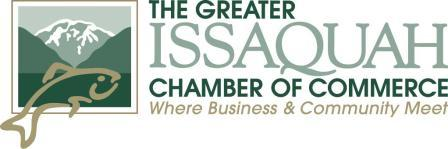 THE GREATER
ISSAQUAH
CHAMBER OF COMMERCE
Where Business & Community Meet